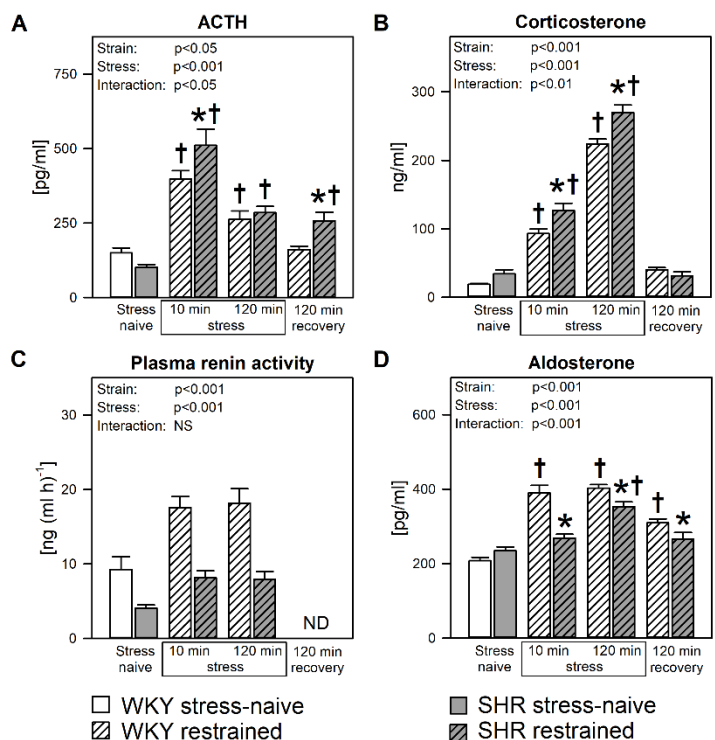 A
ACTH
Strain: p<0.05
Stress: p<0.001
Interaction: p<0.05
[pg/ml]
750
500
250
0
† *† † † *†
Stress naive
10 min
120 min
stress
120 min recovery
B
Corticosterone
Strain: p<0.001
Stress: p<0.001
Interaction: p<0.01
ng/ml]
300
200
100
0
† *† † *†
Stress naive
10 min
120 min
stress
120 min recovery
C
Plasma renin activity
Strain: p<0.001
Stress: p<0.001
Interaction: NS
[ng (ml h)⁻¹]
30
20
10
0
ND
Stress naive
10 min
120 min
stress
120 min recovery
D
Aldosterone
Strain: p<0.001
Stress: p<0.001
Interaction: p<0.001
[pg/ml]
600
400
200
0
† * † *† † *
Stress naive
10 min
120 min
stress
120 min recovery
WKY stress-naive
WKY restrained
SHR stress-naive
SHR restrained